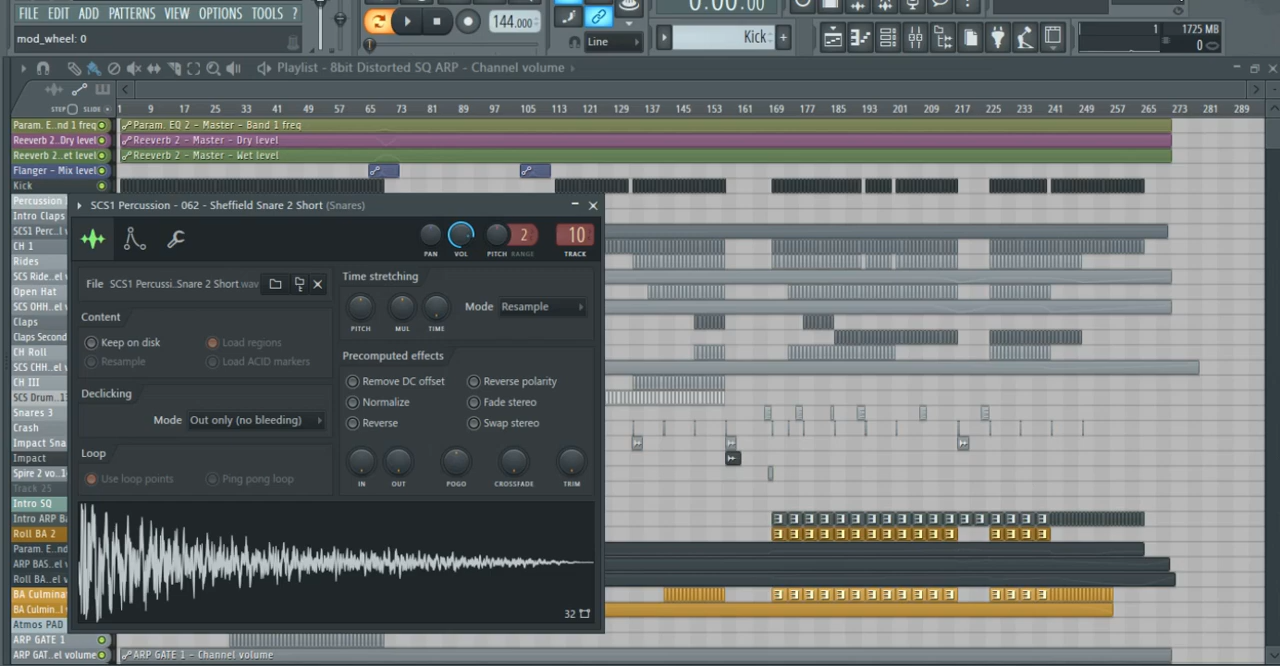 FILE EDIT ADD PATTERNS VIEW OPTIONS TOOLS ?
144.000
0:00:00
mod_wheel: 0
Line
Kick
1
1725 MB
0
Playlist - 8bit Distorted SQ ARP - Channel volume
STEP SLIDE
1 9 17 25 33 41 49 57 65 73 81 89 97 105 113 121 129 137 145 153 161 169 177 185 193 201 209 217 225 233 241 249 257 265 273 281 289
Param. E..nd 1 freq
Param. EQ 2 - Master - Band 1 freq
Reeverb 2..Dry level
Reeverb 2 - Master - Dry level
Reeverb 2...et level
Reeverb 2 - Master - Wet level
Flanger - Mix level
Kick
Percussion
Intro Claps
SCS1 Perc..l
CH 1
Rides
SCS Ride..el
Open Hat
SCS OHH...el
Claps
Claps Second
CH Roll
SCS CHH...el
CH III
SCS Drum..
Snares 3
Crash
Impact Sna
Impact
Spire 2 vo..
Track 25
Intro SQ
Intro ARP Ba
Roll BA 2
Param. E..nd
ARP BAS..el
Roll BA..el
BA Culmina
BA Culmin..l
Atmos PAD
ARP GATE 1
ARP GAT..el volume
ARP GATE 1 - Channel volume
SCS1 Percussion - 062 - Sheffield Snare 2 Short (Snares)
2
10
PAN VOL PITCH RANGE TRACK
File SCS1 Percussi..Snare 2 Short.wav
Content
Keep on disk
Load regions
Resample
Load ACID markers
Declicking
Mode Out only (no bleeding)
Loop
Use loop points
Ping pong loop
Time stretching
Mode Resample
PITCH MUL TIME
Precomputed effects
Remove DC offset
Reverse polarity
Normalize
Fade stereo
Reverse
Swap stereo
IN OUT POGO CROSSFADE TRIM
32